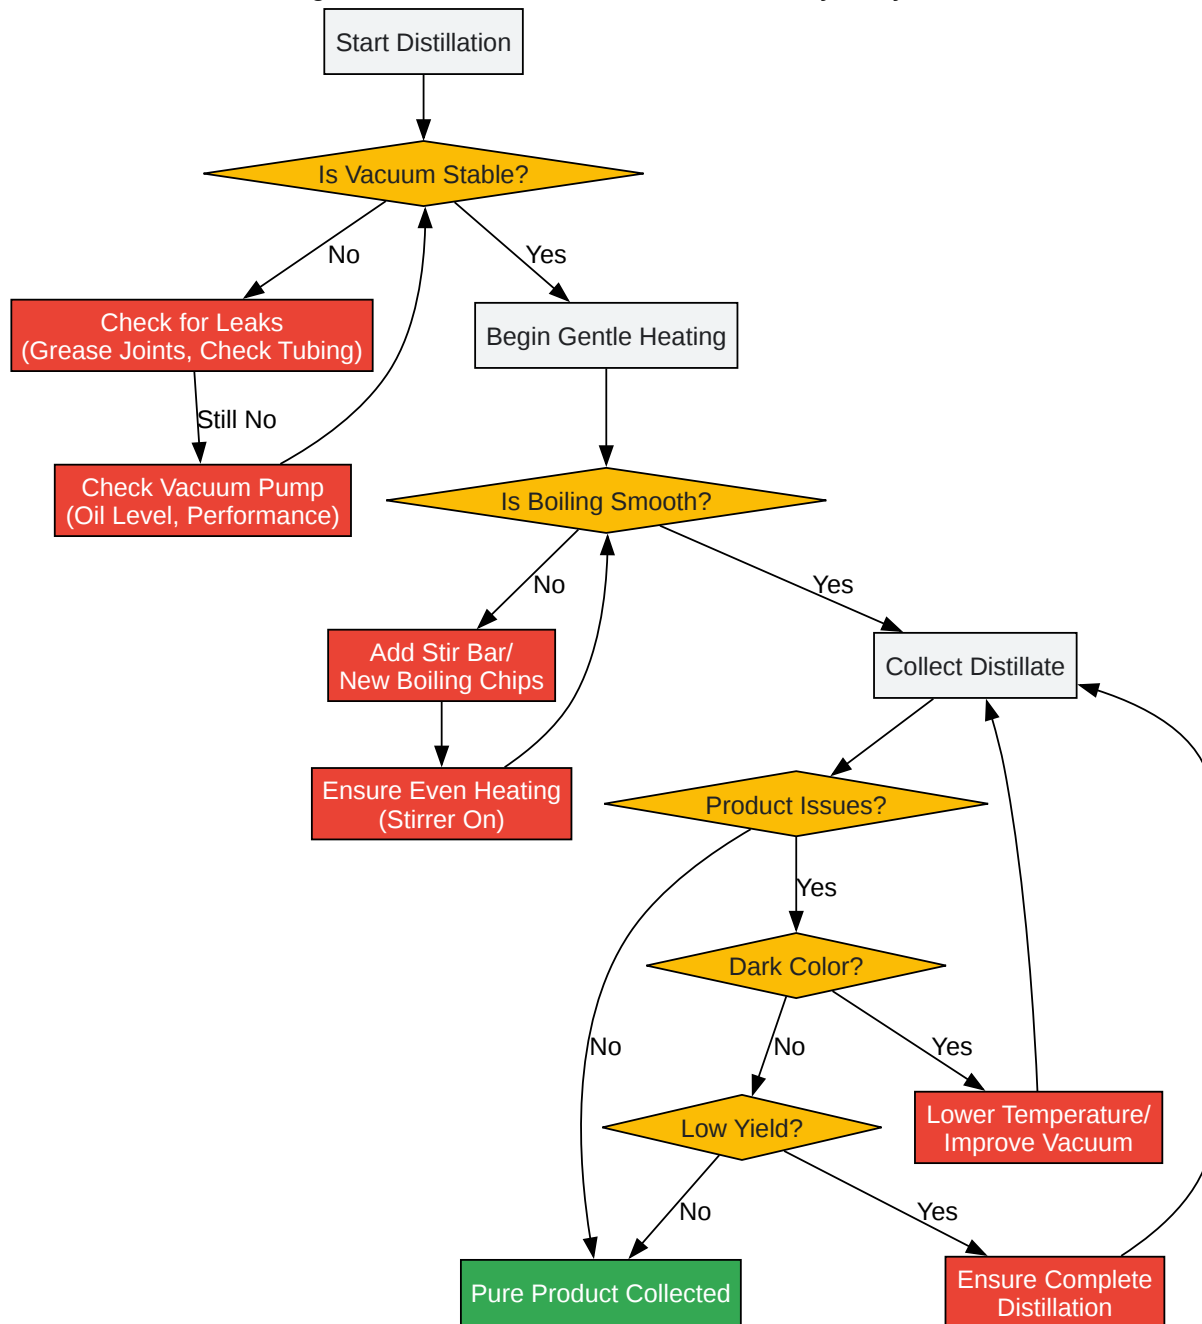 Start Distillation
Is Vacuum Stable?
No
Yes
Check for Leaks
(Grease Joints, Check Tubing)
Begin Gentle Heating
Still No
Check Vacuum Pump
(Oil Level, Performance)
Is Boiling Smooth?
No
Yes
Add Stir Bar/
New Boiling Chips
Collect Distillate
Ensure Even Heating
(Stirrer On)
Product Issues?
Yes
Dark Color?
No
No
Yes
Lower Temperature/
Improve Vacuum
Low Yield?
No
Yes
Pure Product Collected
Ensure Complete
Distillation